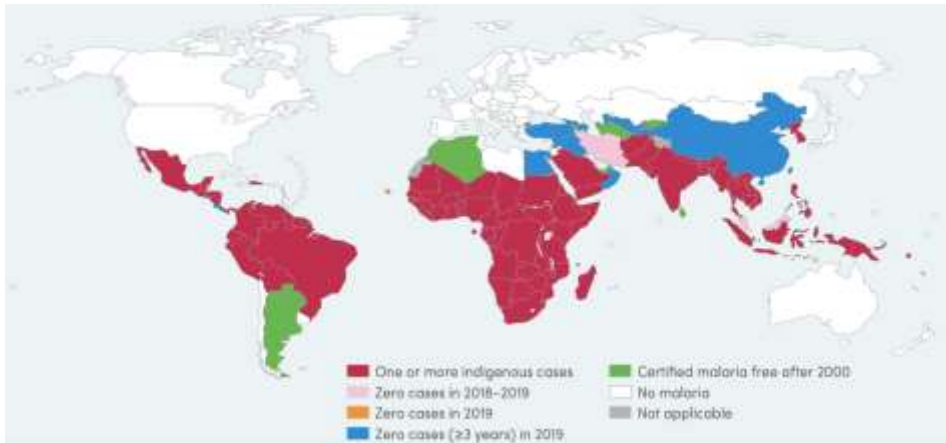 One or more indigenous cases
Zero cases in 2018–2019
Zero cases in 2019
Zero cases (≥3 years) in 2019
Certified malaria free after 2000
No malaria
Not applicable